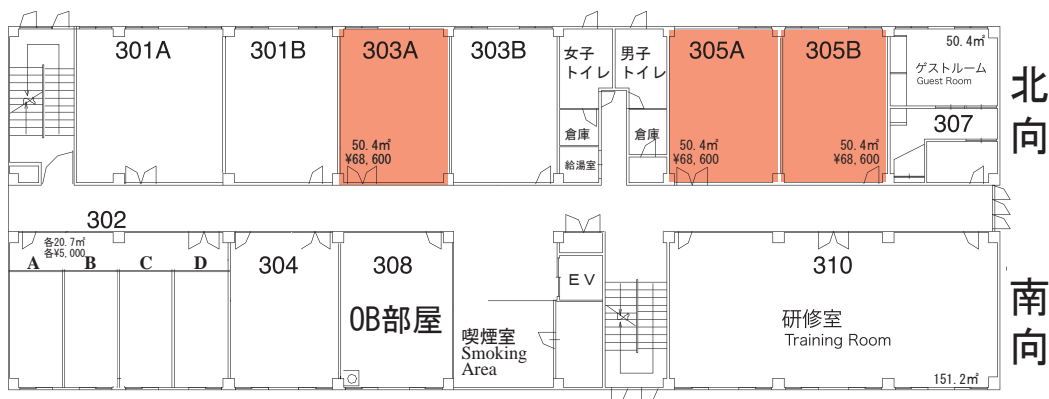 301A
301B
303A
50.4㎡
¥68,600
303B
女子
トイレ
男子
トイレ
倉庫
給湯室
倉庫
305A
50.4㎡
¥68,600
305B
50.4㎡
¥68,600
50.4㎡
ゲストルーム
Guest Room
307
北向
302
各20.7㎡
各¥5,000
A B C D
304
308
OB部屋
喫煙室
Smoking
Area
EV
310
研修室
Training Room
151.2㎡
南向